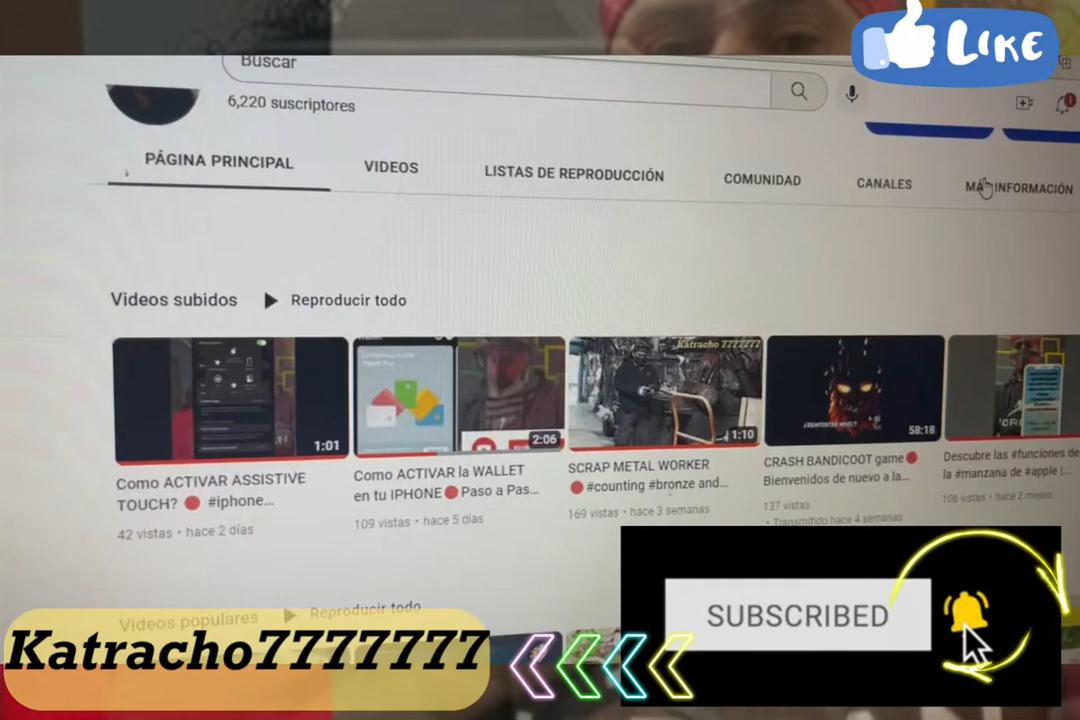 LIKE
Buscar
6,220 suscriptores
PÁGINA PRINCIPAL
VIDEOS
LISTAS DE REPRODUCCIÓN
COMUNIDAD
CANALES
INFORMACIÓN
Videos subidos
Reproducir todo
1:01
Como ACTIVAR ASSISTIVE
TOUCH? 🔴 #iphone...
42 vistas • hace 2 días
2:06
Como ACTIVAR la WALLET
en tu IPHONE🔴Paso a Pas...
109 vistas • hace 5 días
Katracho 7777777
1:10
SCRAP METAL WORKER
🔴 #counting #bronze and...
169 vistas • hace 3 semanas
58:18
CRASH BANDICOOT game🔴
Bienvenidos de nuevo a la...
137 vistas
• Transmitido hace 4 semanas
Descubre las #funciones de
la #manzana de #apple |...
106 vistas • hace 2 meses
Videos populares
Reproducir todo
Katracho7777777
SUBSCRIBED